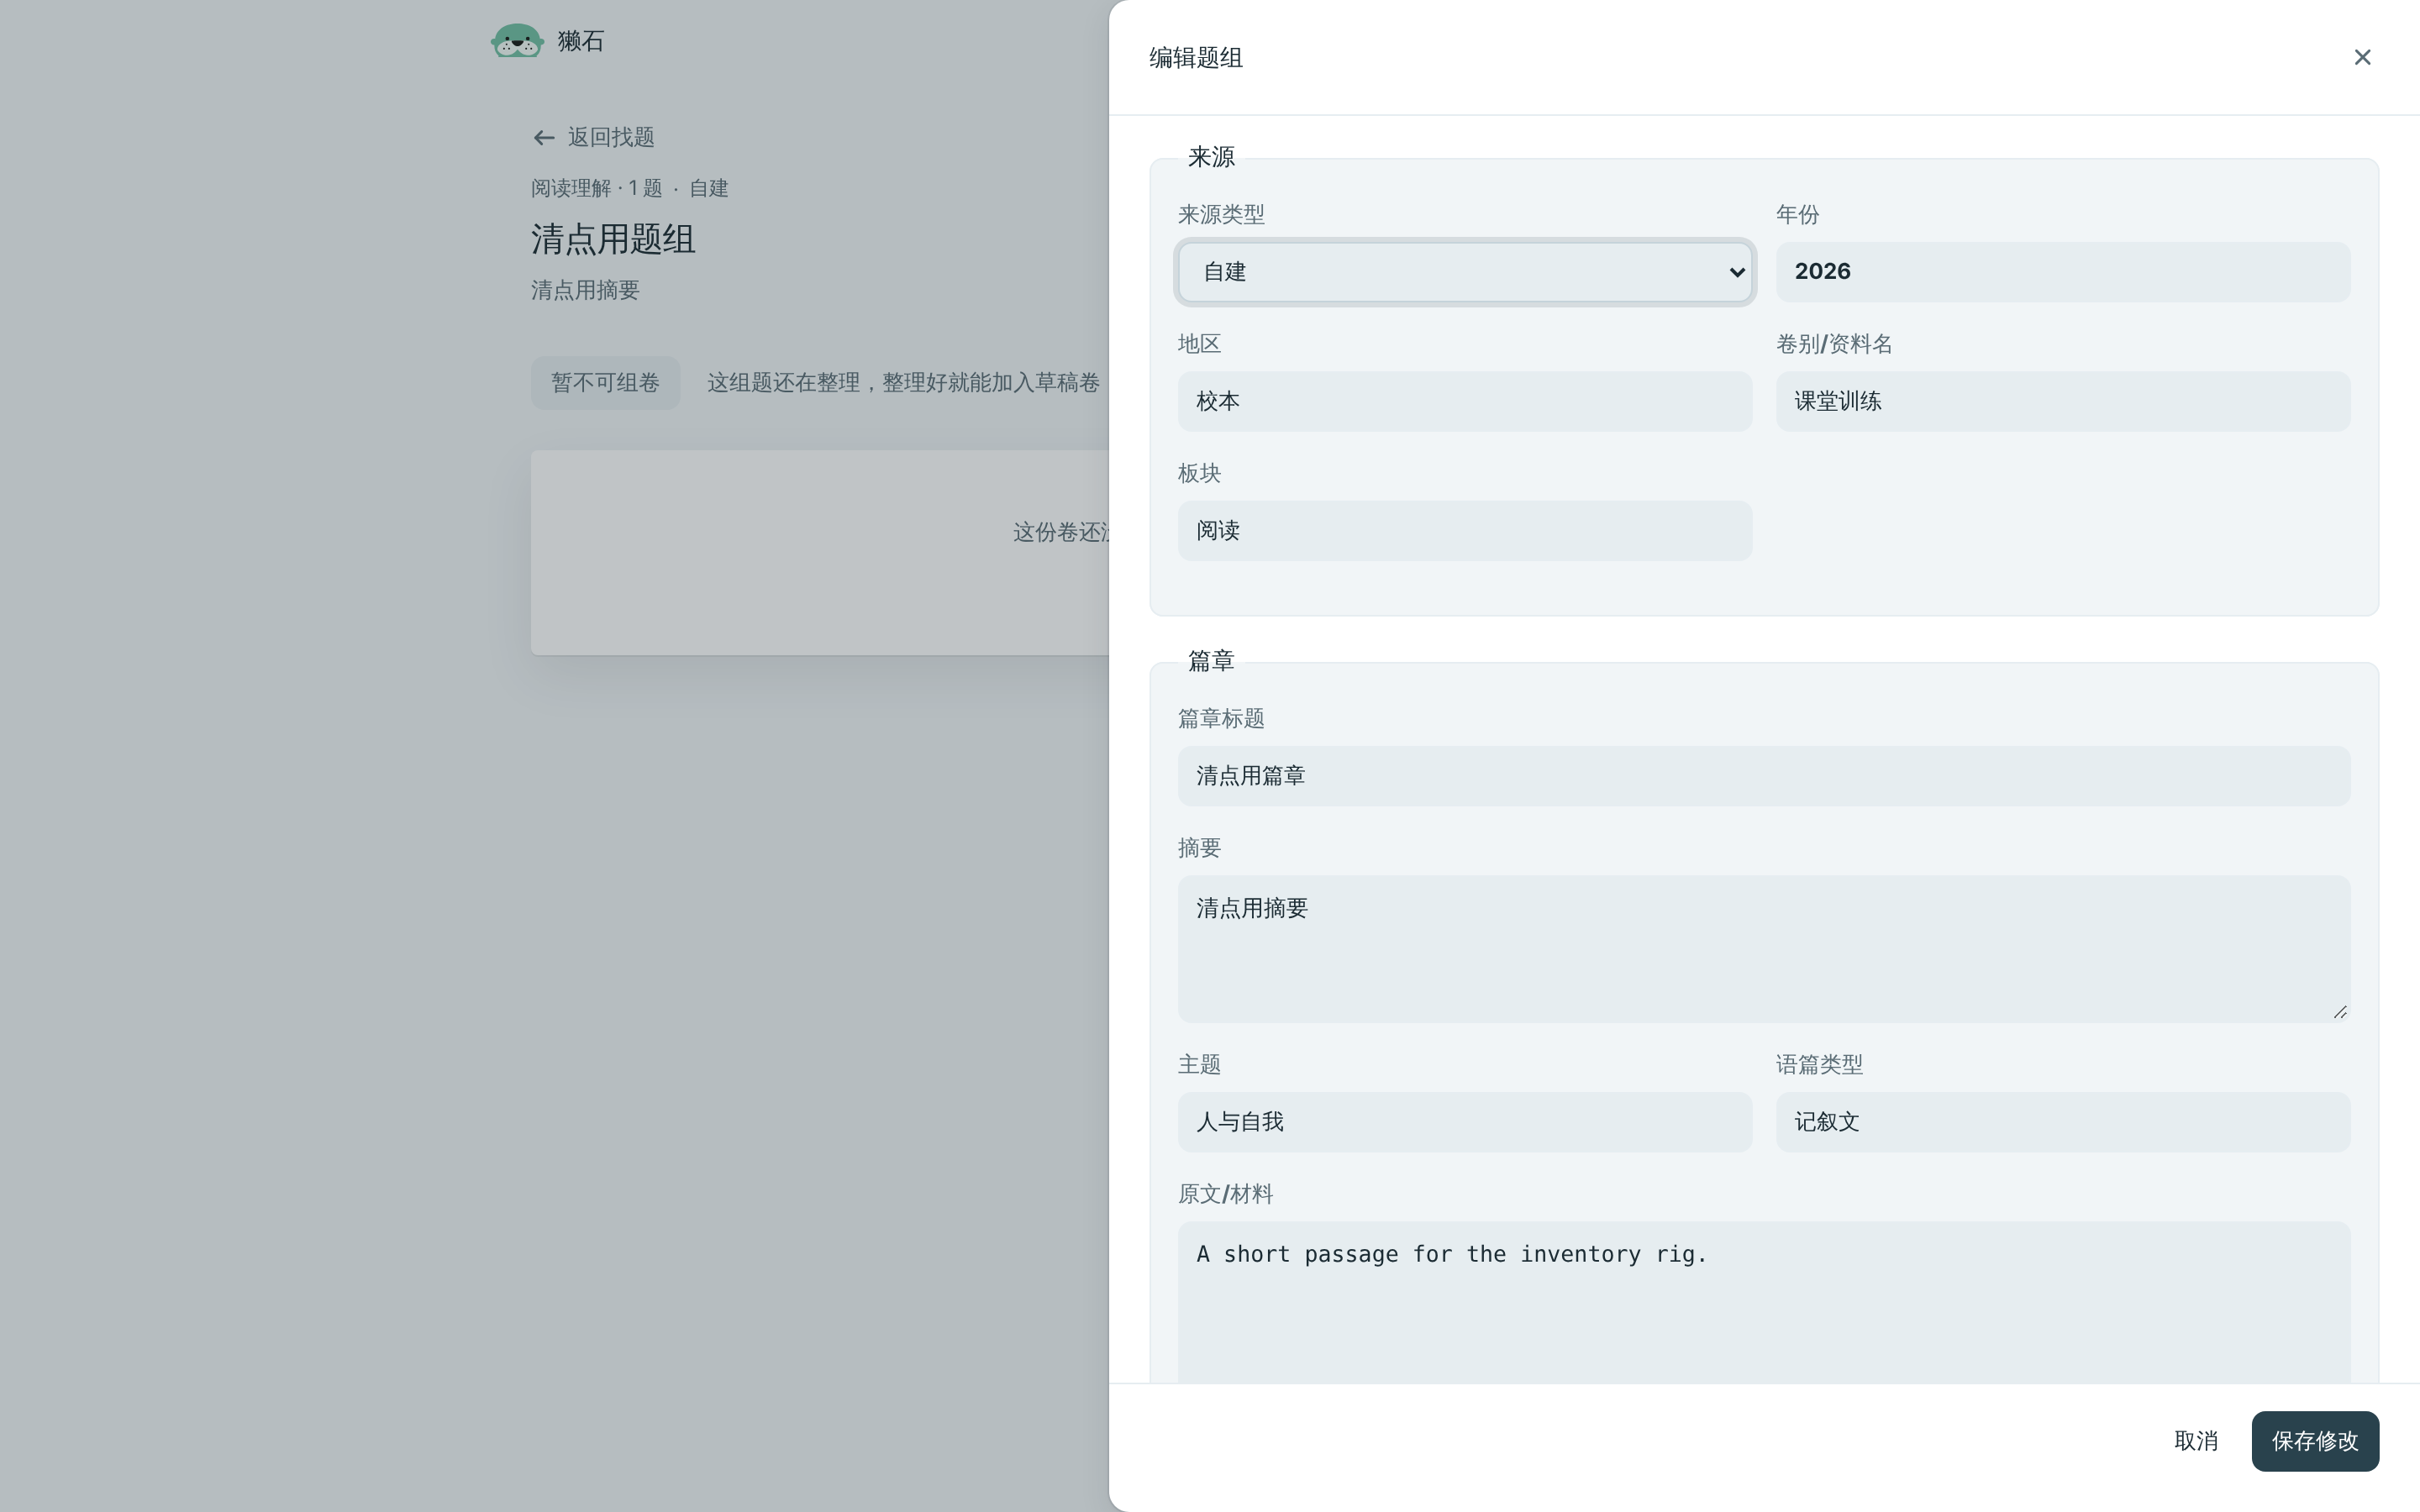 獭石
返回找题
阅读理解 · 1 题 · 自建
清点用题组
清点用摘要
暂不可组卷 这组题还在整理，整理好就能加入草稿卷
这份卷还
编辑题组
来源
来源类型 年份
自建 2026
地区 卷别/资料名
校本 课堂训练
板块
阅读
篇章
篇章标题
清点用篇章
摘要
清点用摘要
主题 语篇类型
人与自我 记叙文
原文/材料
A short passage for the inventory rig.
取消 保存修改